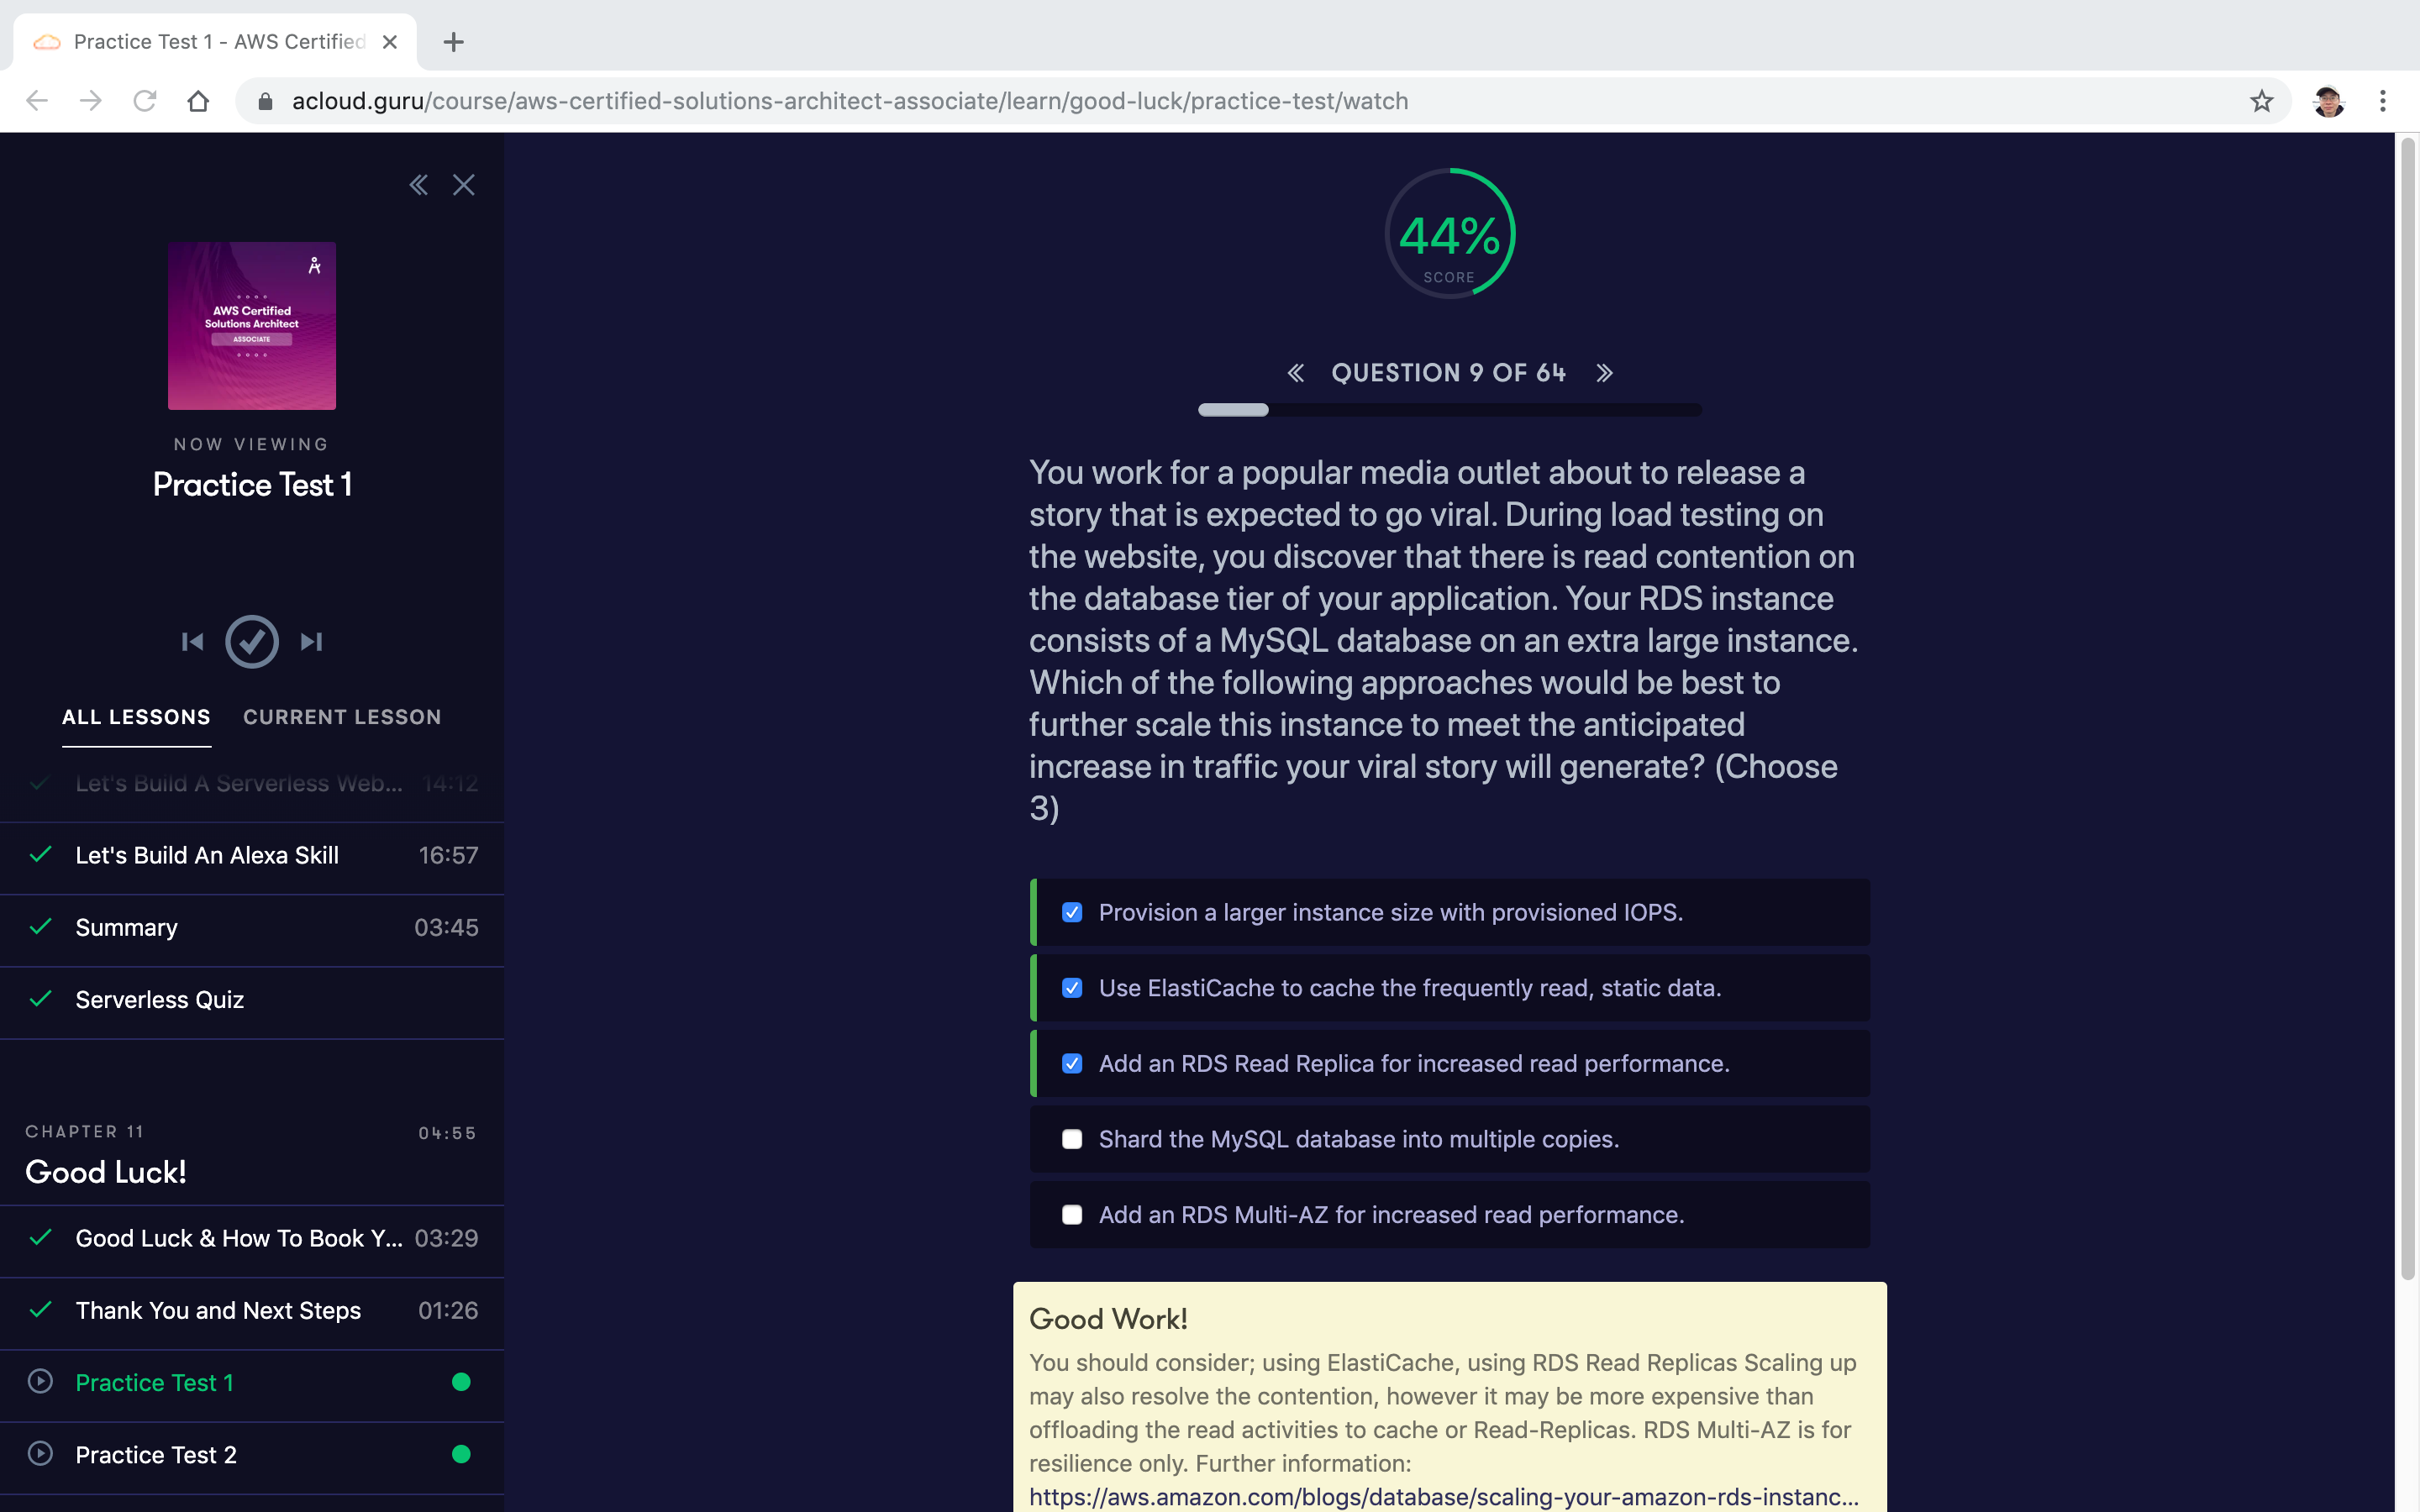 Practice Test 1 - AWS Certified
acloud.guru/course/aws-certified-solutions-architect-associate/learn/good-luck/practice-test/watch
AWS Certified
Solutions Architect
ASSOCIATE
NOW VIEWING
Practice Test 1
ALL LESSONS
CURRENT LESSON
Let's Build A Serverless Web... 14:12
Let's Build An Alexa Skill 16:57
Summary 03:45
Serverless Quiz
CHAPTER 11 04:55
Good Luck!
Good Luck & How To Book Y... 03:29
Thank You and Next Steps 01:26
Practice Test 1
Practice Test 2
44%
SCORE
QUESTION 9 OF 64
You work for a popular media outlet about to release a
story that is expected to go viral. During load testing on
the website, you discover that there is read contention on
the database tier of your application. Your RDS instance
consists of a MySQL database on an extra large instance.
Which of the following approaches would be best to
further scale this instance to meet the anticipated
increase in traffic your viral story will generate? (Choose
3)
Provision a larger instance size with provisioned IOPS.
Use ElastiCache to cache the frequently read, static data.
Add an RDS Read Replica for increased read performance.
Shard the MySQL database into multiple copies.
Add an RDS Multi-AZ for increased read performance.
Good Work!
You should consider; using ElastiCache, using RDS Read Replicas Scaling up
may also resolve the contention, however it may be more expensive than
offloading the read activities to cache or Read-Replicas. RDS Multi-AZ is for
resilience only. Further information:
https://aws.amazon.com/blogs/database/scaling-your-amazon-rds-instanc...